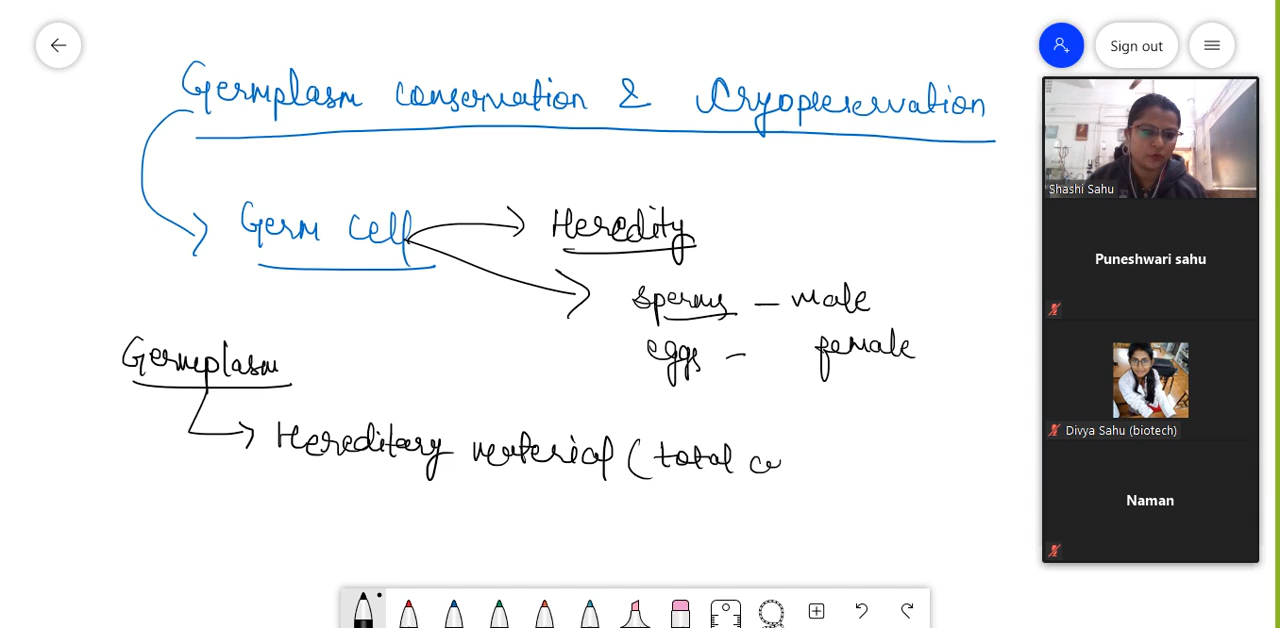 Sign out
Germplasm conservation & Cryopreservation
Shashi Sahu
Germ cell
Heredity
Puneshwari sahu
sperms – male
eggs – female
Germplasm
Divya Sahu (biotech)
Hereditary material (total co
Naman